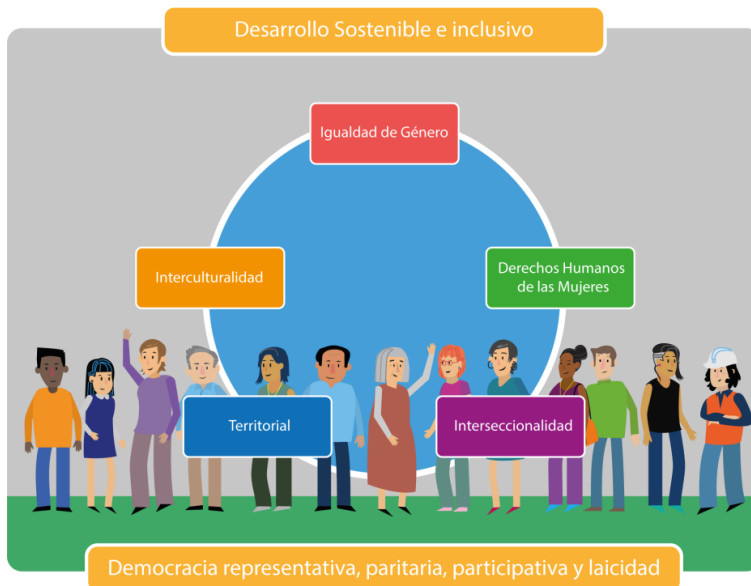 Desarrollo Sostenible e inclusivo
Igualdad de Género
Interculturalidad
Derechos Humanos
de las Mujeres
Territorial
Interseccionalidad
Democracia representativa, paritaria, participativa y laicidad